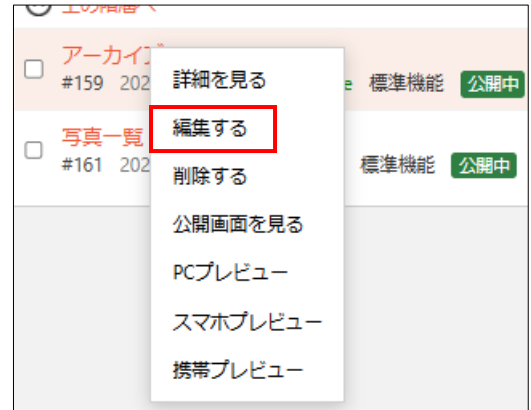 上の階層へ
アーカイブ
#159 202 e 標準機能 公開中
写真一覧
#161 202 標準機能 公開中
詳細を見る
編集する
削除する
公開画面を見る
PCプレビュー
スマホプレビュー
携帯プレビュー